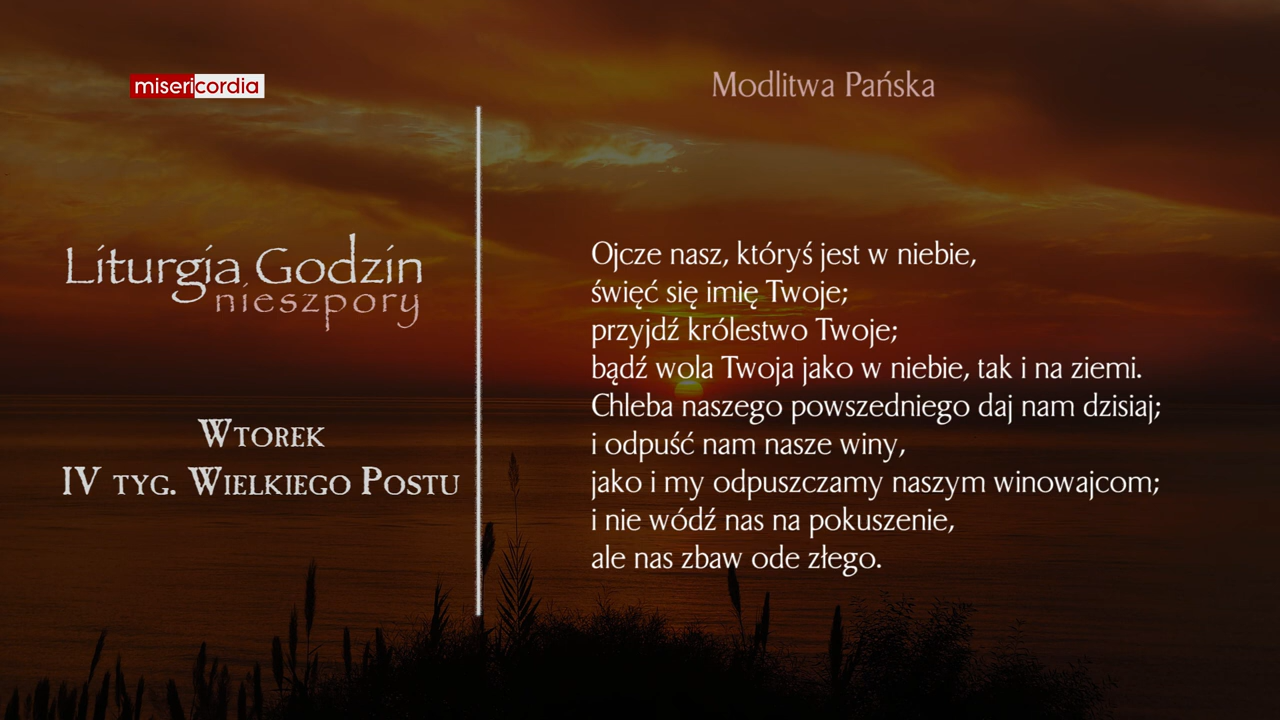 misericordia
Liturgia Godzin
nieszpory
Wtorek
IV tyg. Wielkiego Postu
Modlitwa Pańska
Ojcze nasz, któryś jest w niebie,
święć się imię Twoje;
przyjdź królestwo Twoje;
bądź wola Twoja jako w niebie, tak i na ziemi.
Chleba naszego powszedniego daj nam dzisiaj;
i odpuść nam nasze winy,
jako i my odpuszczamy naszym winowajcom;
i nie wódź nas na pokuszenie,
ale nas zbaw ode złego.